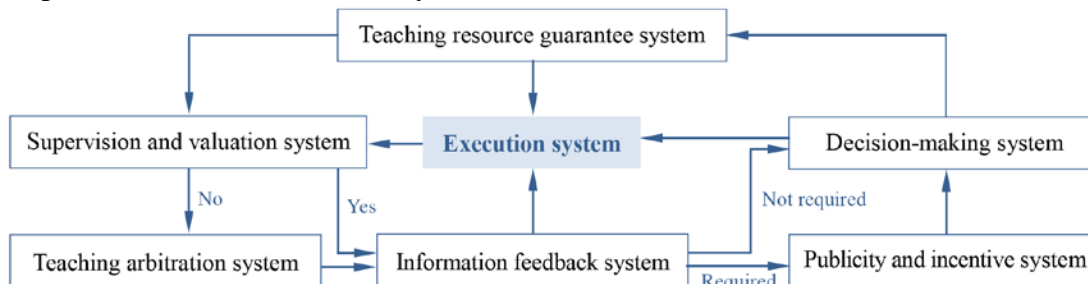 Teaching resource guarantee system
Supervision and valuation system
Execution system
Decision-making system
No
Yes
Not required
Teaching arbitration system
Information feedback system
Required
Publicity and incentive system